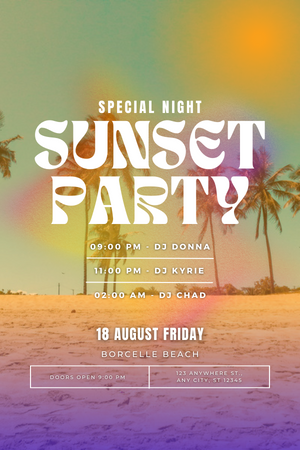 SPECIAL NIGHT
SUNSET
PARTY
09:00 PM - DJ DONNA
11:00 PM - DJ KYRIE
02:00 AM - DJ CHAD
18 AUGUST FRIDAY
BORCELLE BEACH
DOORS OPEN 9:00 PM
123 ANYWHERE ST.,
ANY CITY, ST 12345